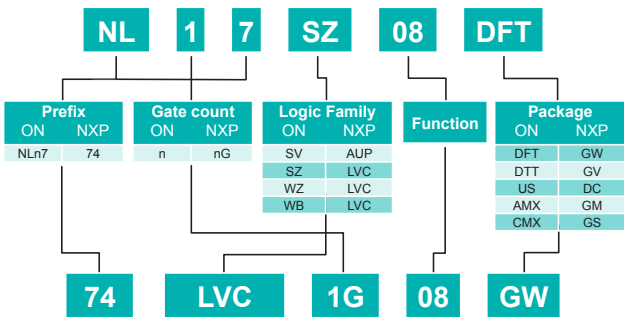 NL 1 7 SZ 08 DFT
Prefix
ON NXP
NLn7 74
Gate count
ON NXP
n nG
Logic Family
ON NXP
SV AUP
SZ LVC
WZ LVC
WB LVC
Function
Package
ON NXP
DFT GW
DTT GV
US DC
AMX GM
CMX GS
74 LVC 1G 08 GW